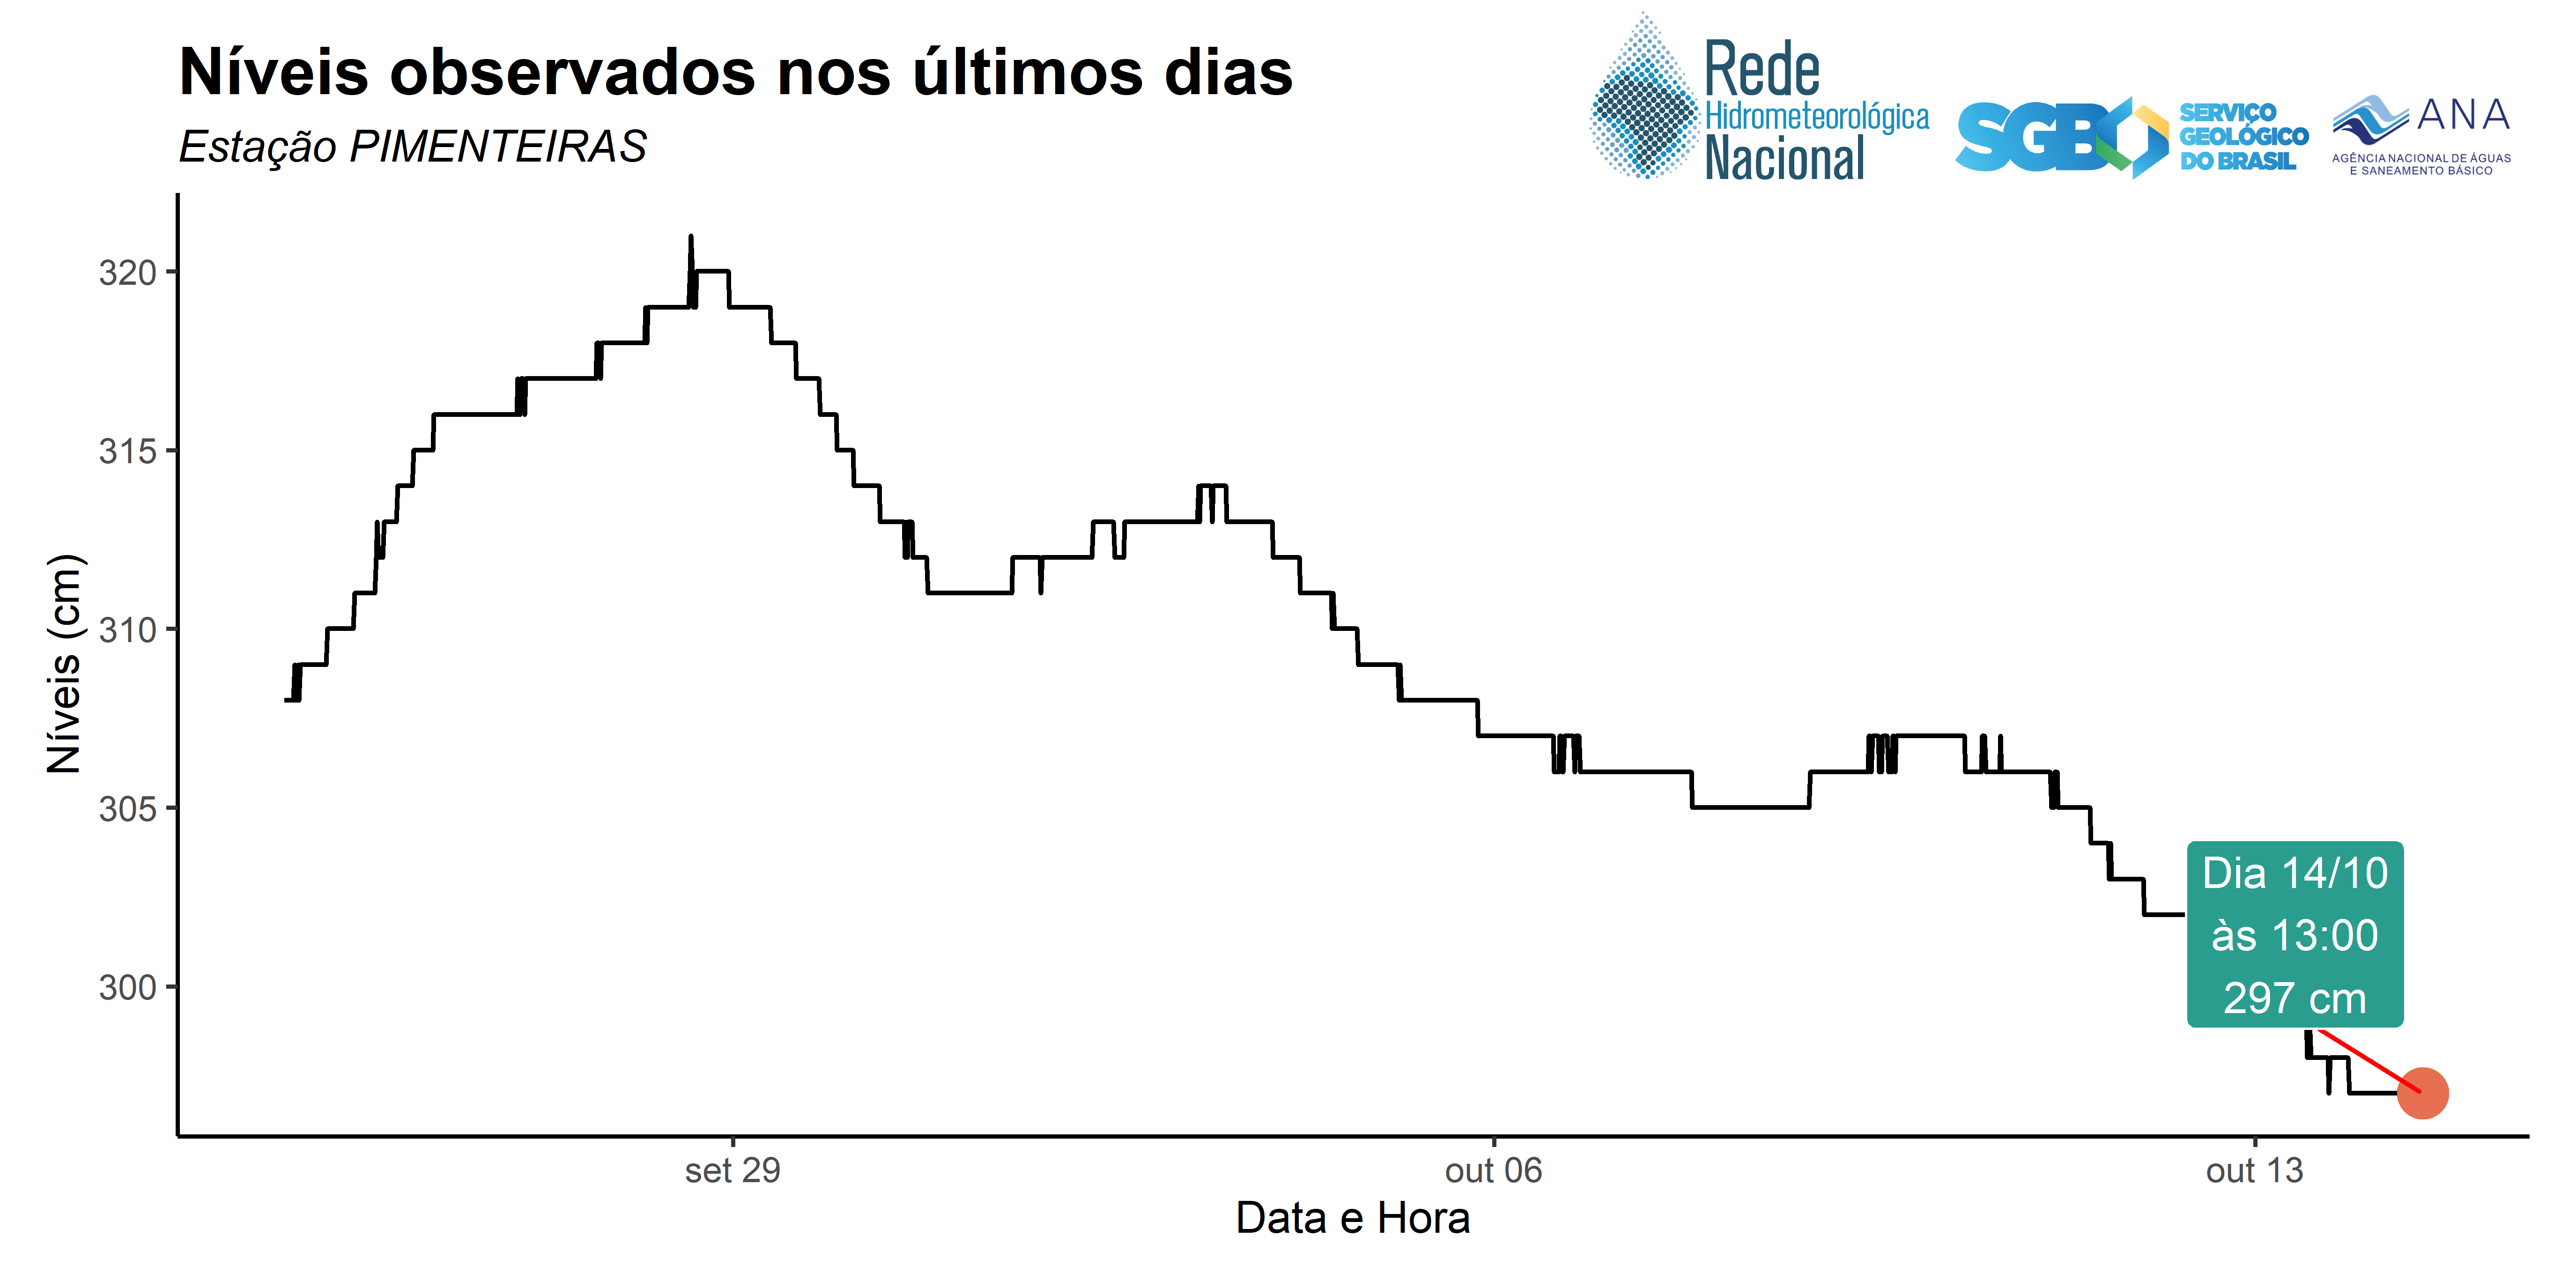 Níveis observados nos últimos dias
Estação PIMENTEIRAS
Rede
Hidrometeorológica
Nacional
SGB
SERVIÇO
GEOLÓGICO
DO BRASIL
ANA
AGÊNCIA NACIONAL DE ÁGUAS
E SANEAMENTO BÁSICO
Níveis (cm)
320
315
310
305
300
Dia 14/10
às 13:00
297 cm
set 29
out 06
out 13
Data e Hora